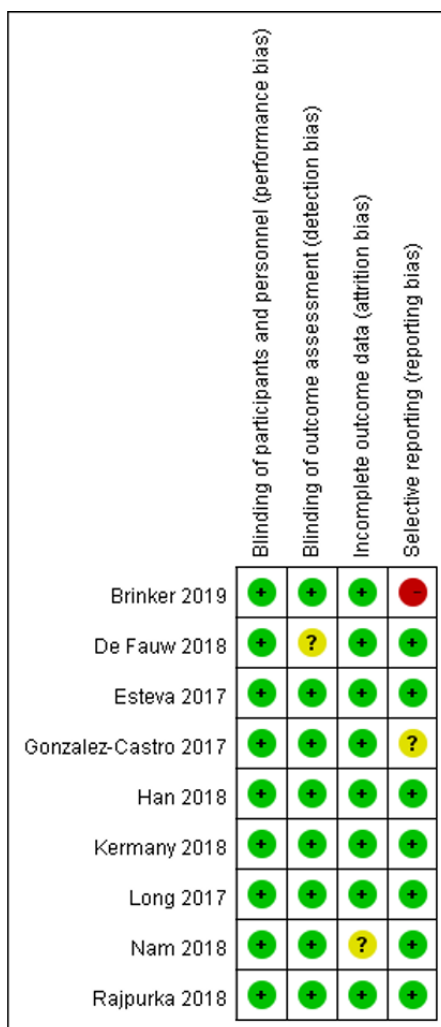 Blinding of participants and personnel (performance bias)
Blinding of outcome assessment (detection bias)
Incomplete outcome data (attrition bias)
Selective reporting (reporting bias)
Brinker 2019 + + + -
De Fauw 2018 + ? + +
Esteva 2017 + + + +
Gonzalez-Castro 2017 + + + ?
Han 2018 + + + +
Kermany 2018 + + + +
Long 2017 + + + +
Nam 2018 + + ? +
Rajpurka 2018 + + + +